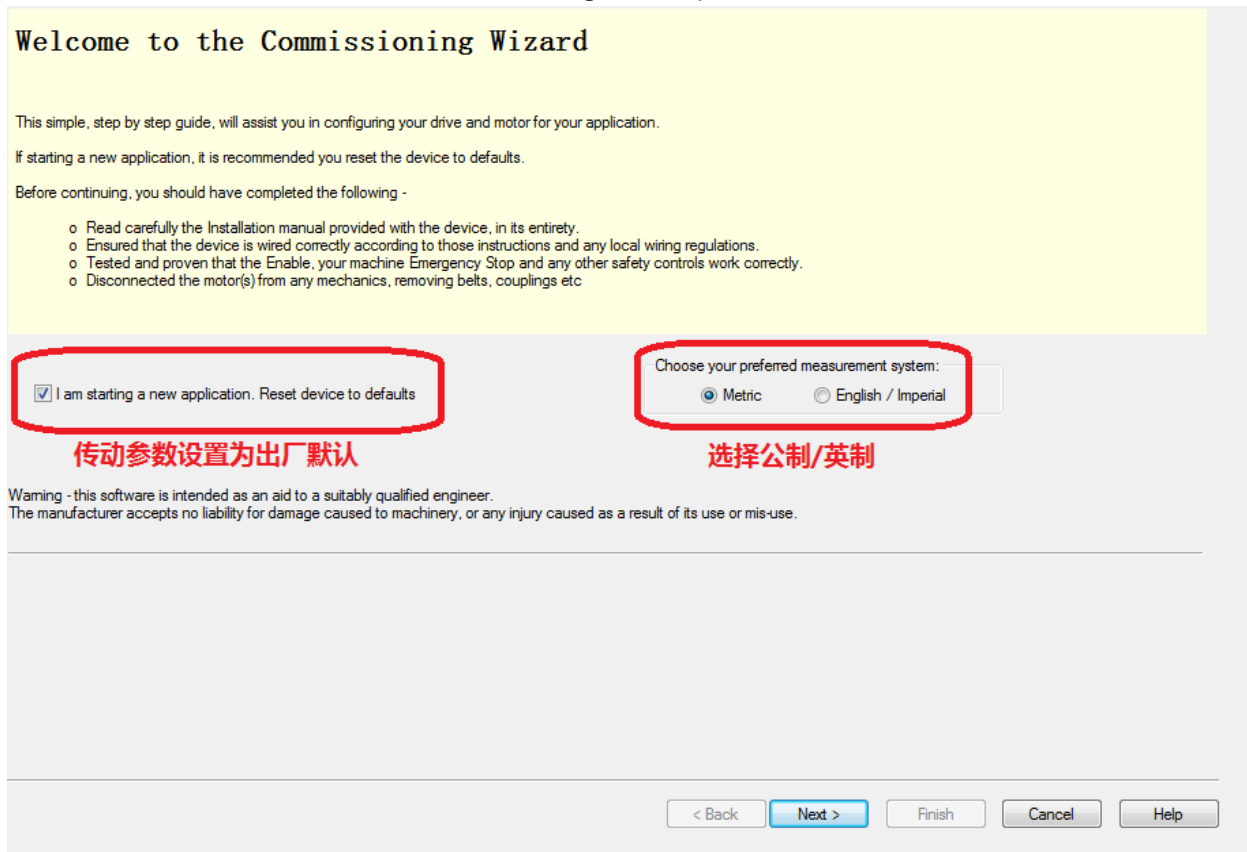 Welcome to the Commissioning Wizard
This simple, step by step guide, will assist you in configuring your drive and motor for your application.
If starting a new application, it is recommended you reset the device to defaults.
Before continuing, you should have completed the following -
o Read carefully the Installation manual provided with the device, in its entirety.
o Ensured that the device is wired correctly according to those instructions and any local wiring regulations.
o Tested and proven that the Enable, your machine Emergency Stop and any other safety controls work correctly.
o Disconnected the motor(s) from any mechanics, removing belts, couplings etc
Choose your preferred measurement system:
I am starting a new application. Reset device to defaults
Metric English / Imperial
传动参数设置为出厂默认
选择公制/英制
Warning - this software is intended as an aid to a suitably qualified engineer.
The manufacturer accepts no liability for damage caused to machinery, or any injury caused as a result of its use or mis-use.
< Back Next > Finish Cancel Help